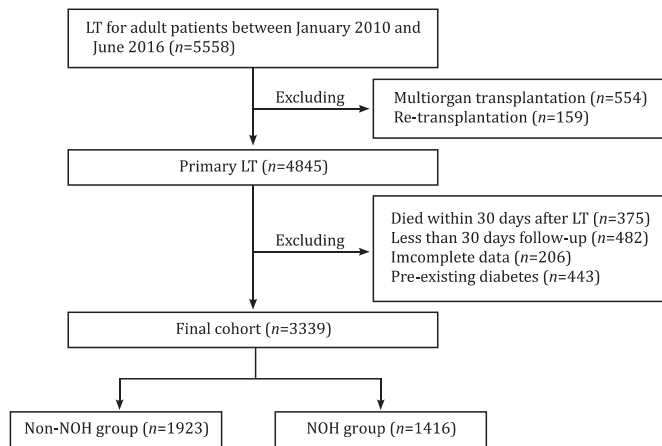 LT for adult patients between January 2010 and
June 2016 (n=5558)
Excluding
Multiorgan transplantation (n=554)
Re-transplantation (n=159)
Primary LT (n=4845)
Excluding
Died within 30 days after LT (n=375)
Less than 30 days follow-up (n=482)
Imcomplete data (n=206)
Pre-existing diabetes (n=443)
Final cohort (n=3339)
Non-NOH group (n=1923)
NOH group (n=1416)